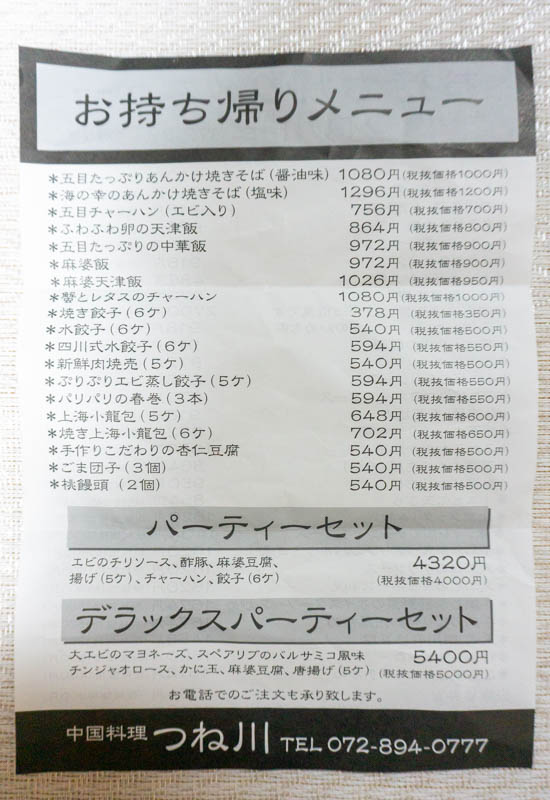 お持ち帰りメニュー
*五目たっぷりあんかけ焼きそば(醤油味) 1080円(税抜価格1000円)
*海の幸のあんかけ焼きそば(塩味) 1296円(税抜価格1200円)
*五目チャーハン(エビ入り) 756円(税抜価格700円)
*ふわふわ卵の天津飯 864円(税抜価格800円)
*五目たっぷりの中華飯 972円(税抜価格900円)
*麻婆飯 972円(税抜価格900円)
*麻婆天津飯 1026円(税抜価格950円)
*蟹とレタスのチャーハン 1080円(税抜価格1000円)
*焼き餃子(6ケ) 378円(税抜価格350円)
*水餃子(6ケ) 540円(税抜価格500円)
*四川式水餃子(6ケ) 594円(税抜価格550円)
*新鮮肉焼売(5ケ) 540円(税抜価格500円)
*ぷりぷりエビ蒸し餃子(5ケ) 594円(税抜価格550円)
*パリパリの春巻(3本) 594円(税抜価格550円)
*上海小龍包(5ケ) 648円(税抜価格600円)
*焼き上海小龍包(6ケ) 702円(税抜価格650円)
*手作りこだわりの杏仁豆腐 540円(税抜価格500円)
*ごま団子(3個) 540円(税抜価格500円)
*桃饅頭(2個) 540円(税抜価格500円)
パーティーセット
エビのチリソース、酢豚、麻婆豆腐、 4320円
揚げ(5ケ)、チャーハン、餃子(6ケ) (税抜価格4000円)
デラックスパーティーセット
大エビのマヨネーズ、スペアリブのバルサミコ風味 5400円
チンジャオロース、かに玉、麻婆豆腐、唐揚げ(5ケ) (税抜価格5000円)
お電話でのご注文も承り致します。
中国料理 つね川 TEL 072-894-0777